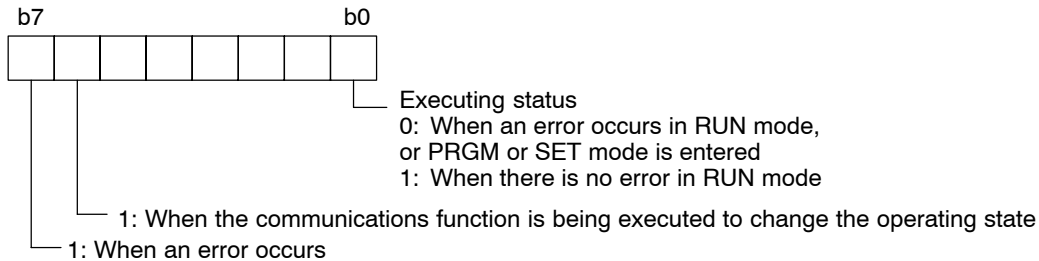 b7 b0
Executing status
0: When an error occurs in RUN mode,
or PRGM or SET mode is entered
1: When there is no error in RUN mode
1: When the communications function is being executed to change the operating state
1: When an error occurs